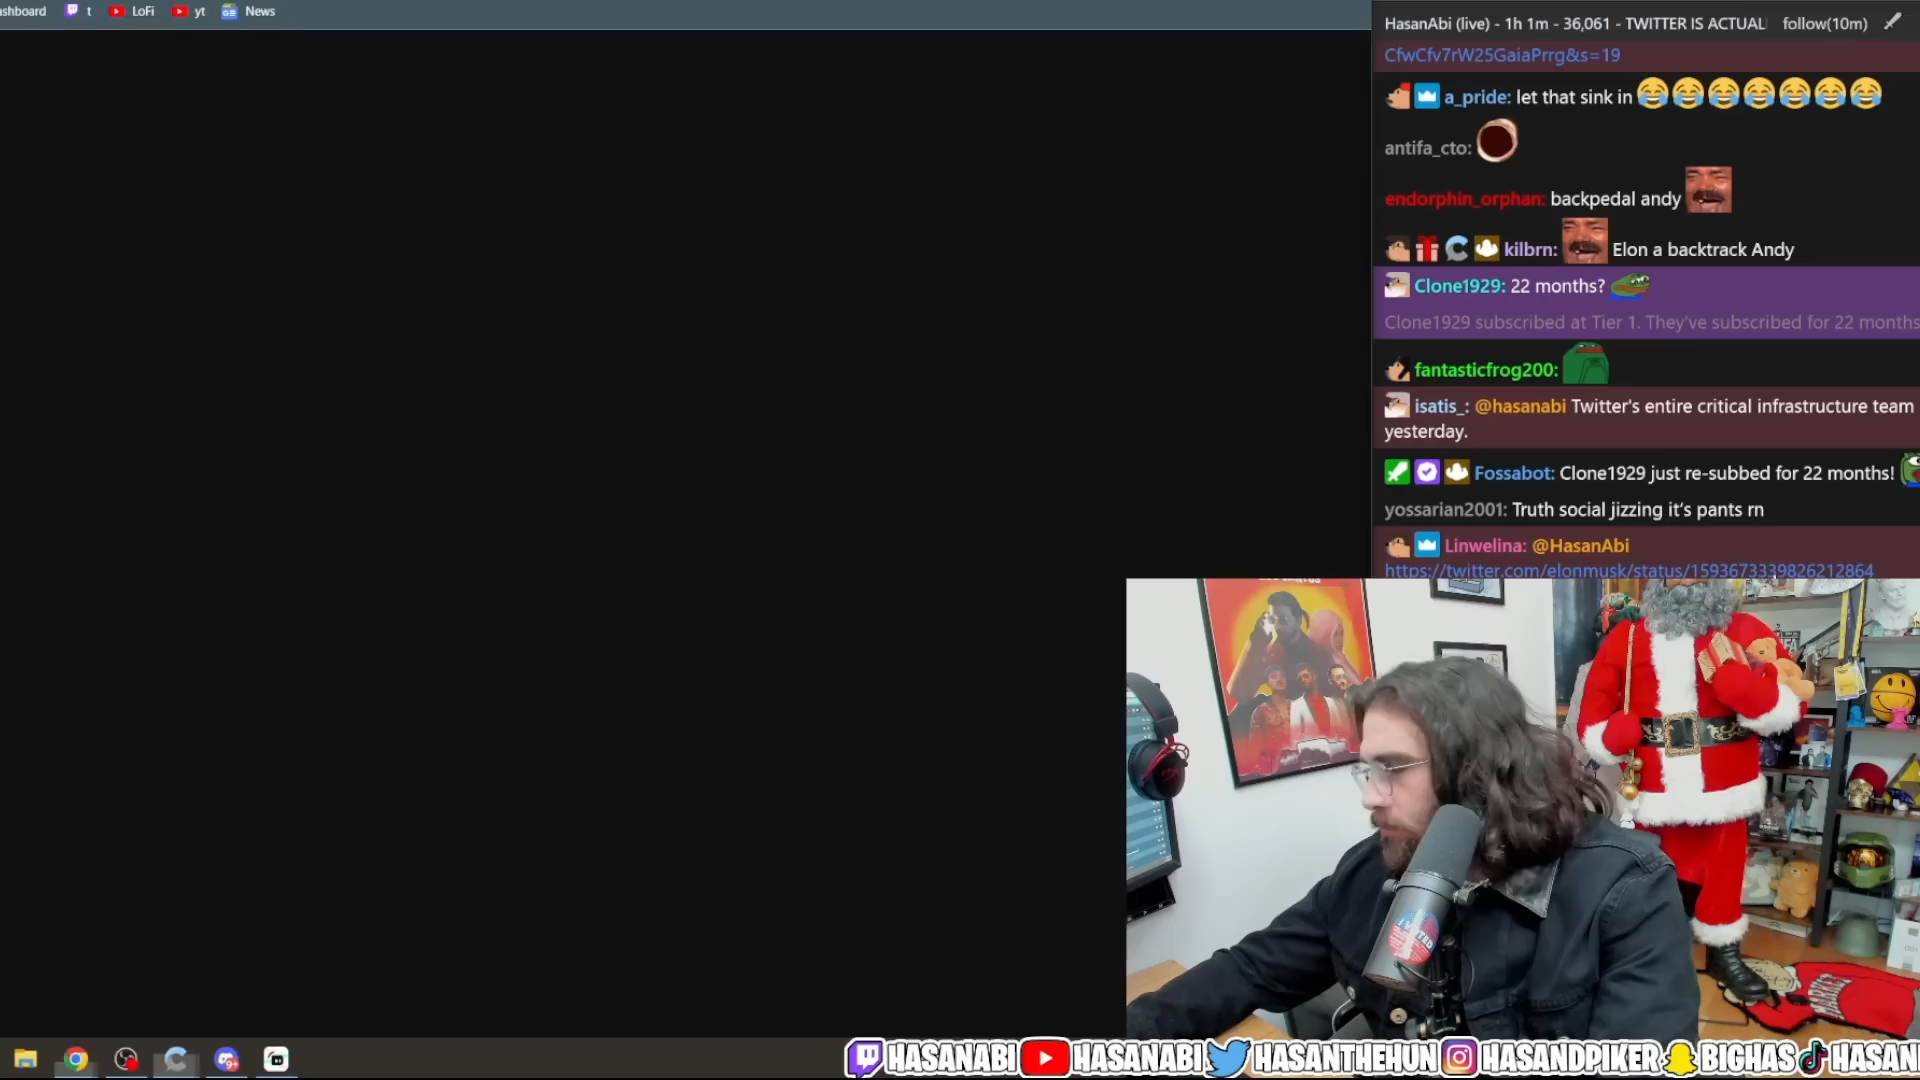 ashboard t LoFi yt News
HasanAbi (live) - 1h 1m - 36,061 - TWITTER IS ACTUAL follow(10m)
CfwCfv7rW25GaiaPrrg&s=19
a_pride: let that sink in
antifa_cto:
endorphin_orphan: backpedal andy
kilbrn: Elon a backtrack Andy
Clone1929: 22 months?
Clone1929 subscribed at Tier 1. They've subscribed for 22 months
fantasticfrog200:
isatis_: @hasanabi Twitter's entire critical infrastructure team
yesterday.
Fossabot: Clone1929 just re-subbed for 22 months!
yossarian2001: Truth social jizzing it's pants rn
Linwelina: @HasanAbi
https://twitter.com/elonmusk/status/1593673339826212864
HASANABI HASANABI HASANTHEHUN HASANDPIKER BIGHAS HASAN